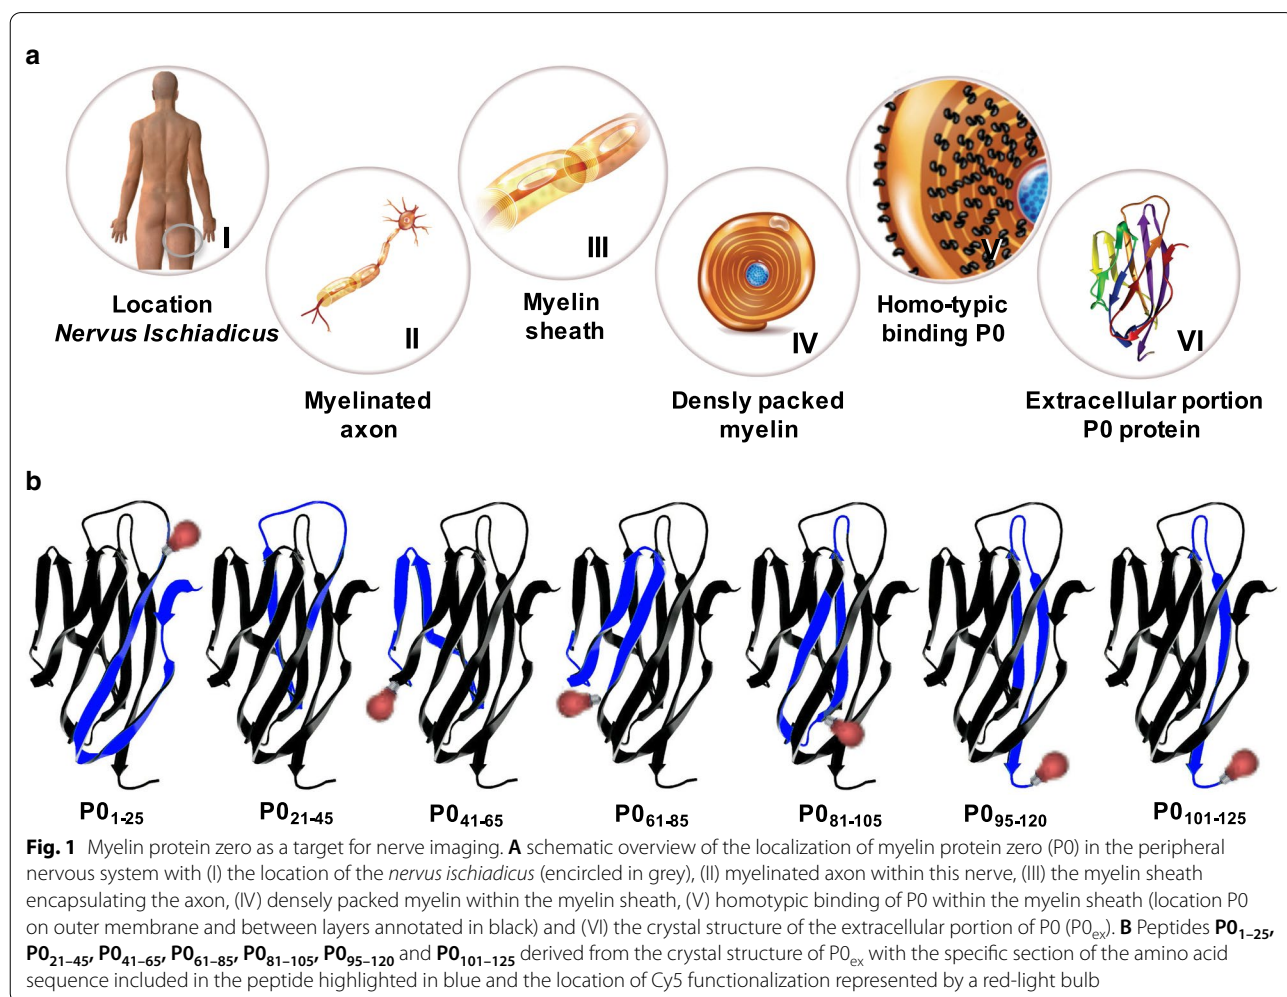 a
I
II
III
IV
V
VI
Location
Nervus Ischiadicus
Myelinated
axon
Myelin
sheath
Densly packed
myelin
Homo-typic
binding P0
Extracellular portion
P0 protein
b
P0₁₋₂₅ P0₂₁₋₄₅ P0₄₁₋₆₅ P0₆₁₋₈₅ P0₈₁₋₁₀₅ P0₉₅₋₁₂₀ P0₁₀₁₋₁₂₅
Fig. 1 Myelin protein zero as a target for nerve imaging. A schematic overview of the localization of myelin protein zero (P0) in the peripheral
nervous system with (I) the location of the nervus ischiadicus (encircled in grey), (II) myelinated axon within this nerve, (III) the myelin sheath
encapsulating the axon, (IV) densely packed myelin within the myelin sheath, (V) homotypic binding of P0 within the myelin sheath (location P0
on outer membrane and between layers annotated in black) and (VI) the crystal structure of the extracellular portion of P0 (P0ₑₓ). B Peptides P0₁₋₂₅,
P0₂₁₋₄₅, P0₄₁₋₆₅, P0₆₁₋₈₅, P0₈₁₋₁₀₅, P0₉₅₋₁₂₀ and P0₁₀₁₋₁₂₅ derived from the crystal structure of P0ₑₓ with the specific section of the amino acid
sequence included in the peptide highlighted in blue and the location of Cy5 functionalization represented by a red-light bulb